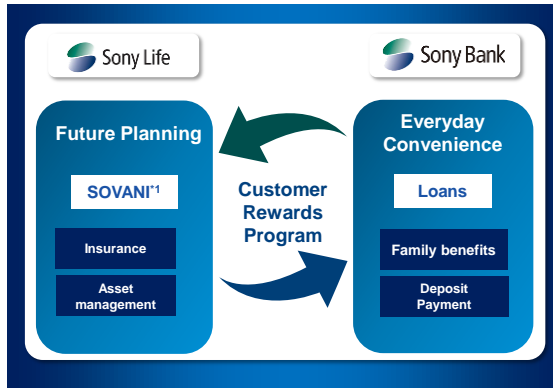 Sony Life
Sony Bank
Future Planning
SOVANI*1
Insurance
Asset
management
Customer
Rewards
Program
Everyday
Convenience
Loans
Family benefits
Deposit
Payment